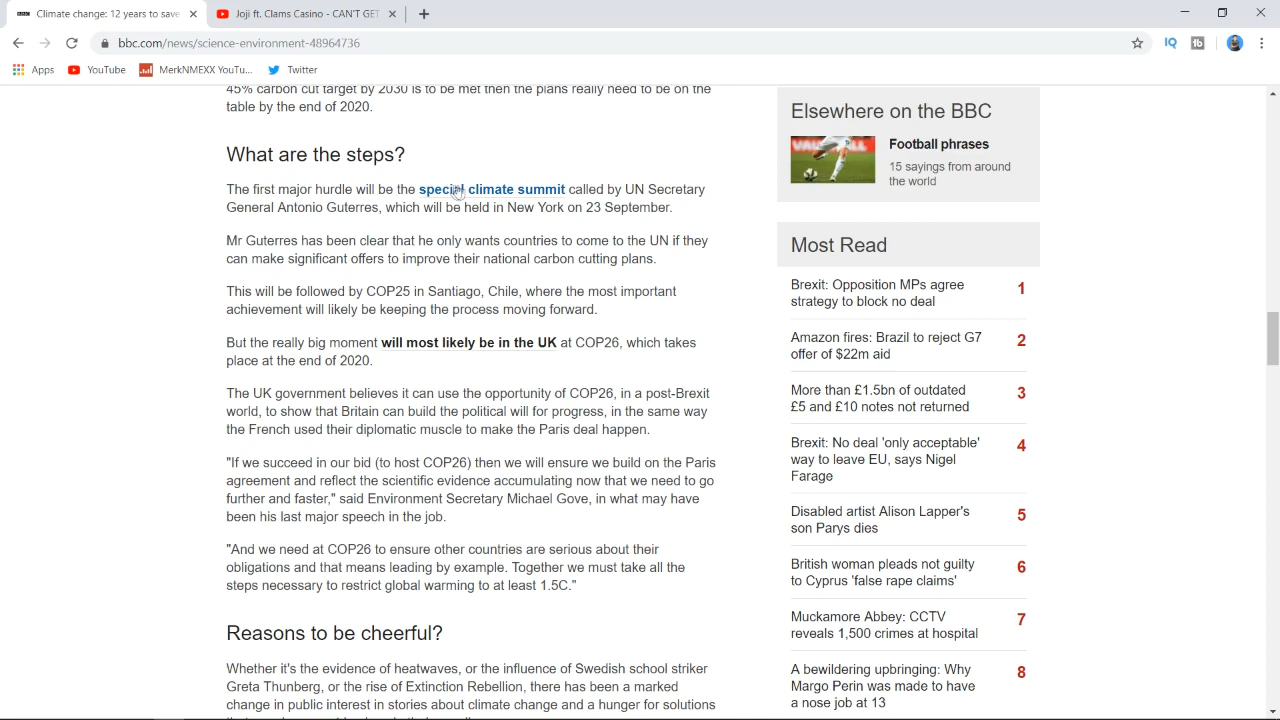 Climate change: 12 years to save
Joji ft. Clams Casino - CAN'T GET
bbc.com/news/science-environment-48964736
Apps
YouTube
MerkNMEXX YouTu...
Twitter
45% carbon cut target by 2030 is to be met then the plans really need to be on the
table by the end of 2020.
What are the steps?
The first major hurdle will be the special climate summit called by UN Secretary
General Antonio Guterres, which will be held in New York on 23 September.
Mr Guterres has been clear that he only wants countries to come to the UN if they
can make significant offers to improve their national carbon cutting plans.
This will be followed by COP25 in Santiago, Chile, where the most important
achievement will likely be keeping the process moving forward.
But the really big moment will most likely be in the UK at COP26, which takes
place at the end of 2020.
The UK government believes it can use the opportunity of COP26, in a post-Brexit
world, to show that Britain can build the political will for progress, in the same way
the French used their diplomatic muscle to make the Paris deal happen.
"If we succeed in our bid (to host COP26) then we will ensure we build on the Paris
agreement and reflect the scientific evidence accumulating now that we need to go
further and faster," said Environment Secretary Michael Gove, in what may have
been his last major speech in the job.
"And we need at COP26 to ensure other countries are serious about their
obligations and that means leading by example. Together we must take all the
steps necessary to restrict global warming to at least 1.5C."
Reasons to be cheerful?
Whether it's the evidence of heatwaves, or the influence of Swedish school striker
Greta Thunberg, or the rise of Extinction Rebellion, there has been a marked
change in public interest in stories about climate change and a hunger for solutions
Elsewhere on the BBC
Football phrases
15 sayings from around
the world
Most Read
Brexit: Opposition MPs agree
strategy to block no deal
1
Amazon fires: Brazil to reject G7
offer of $22m aid
2
More than £1.5bn of outdated
£5 and £10 notes not returned
3
Brexit: No deal 'only acceptable'
way to leave EU, says Nigel
Farage
4
Disabled artist Alison Lapper's
son Parys dies
5
British woman pleads not guilty
to Cyprus 'false rape claims'
6
Muckamore Abbey: CCTV
reveals 1,500 crimes at hospital
7
A bewildering upbringing: Why
Margo Perin was made to have
a nose job at 13
8